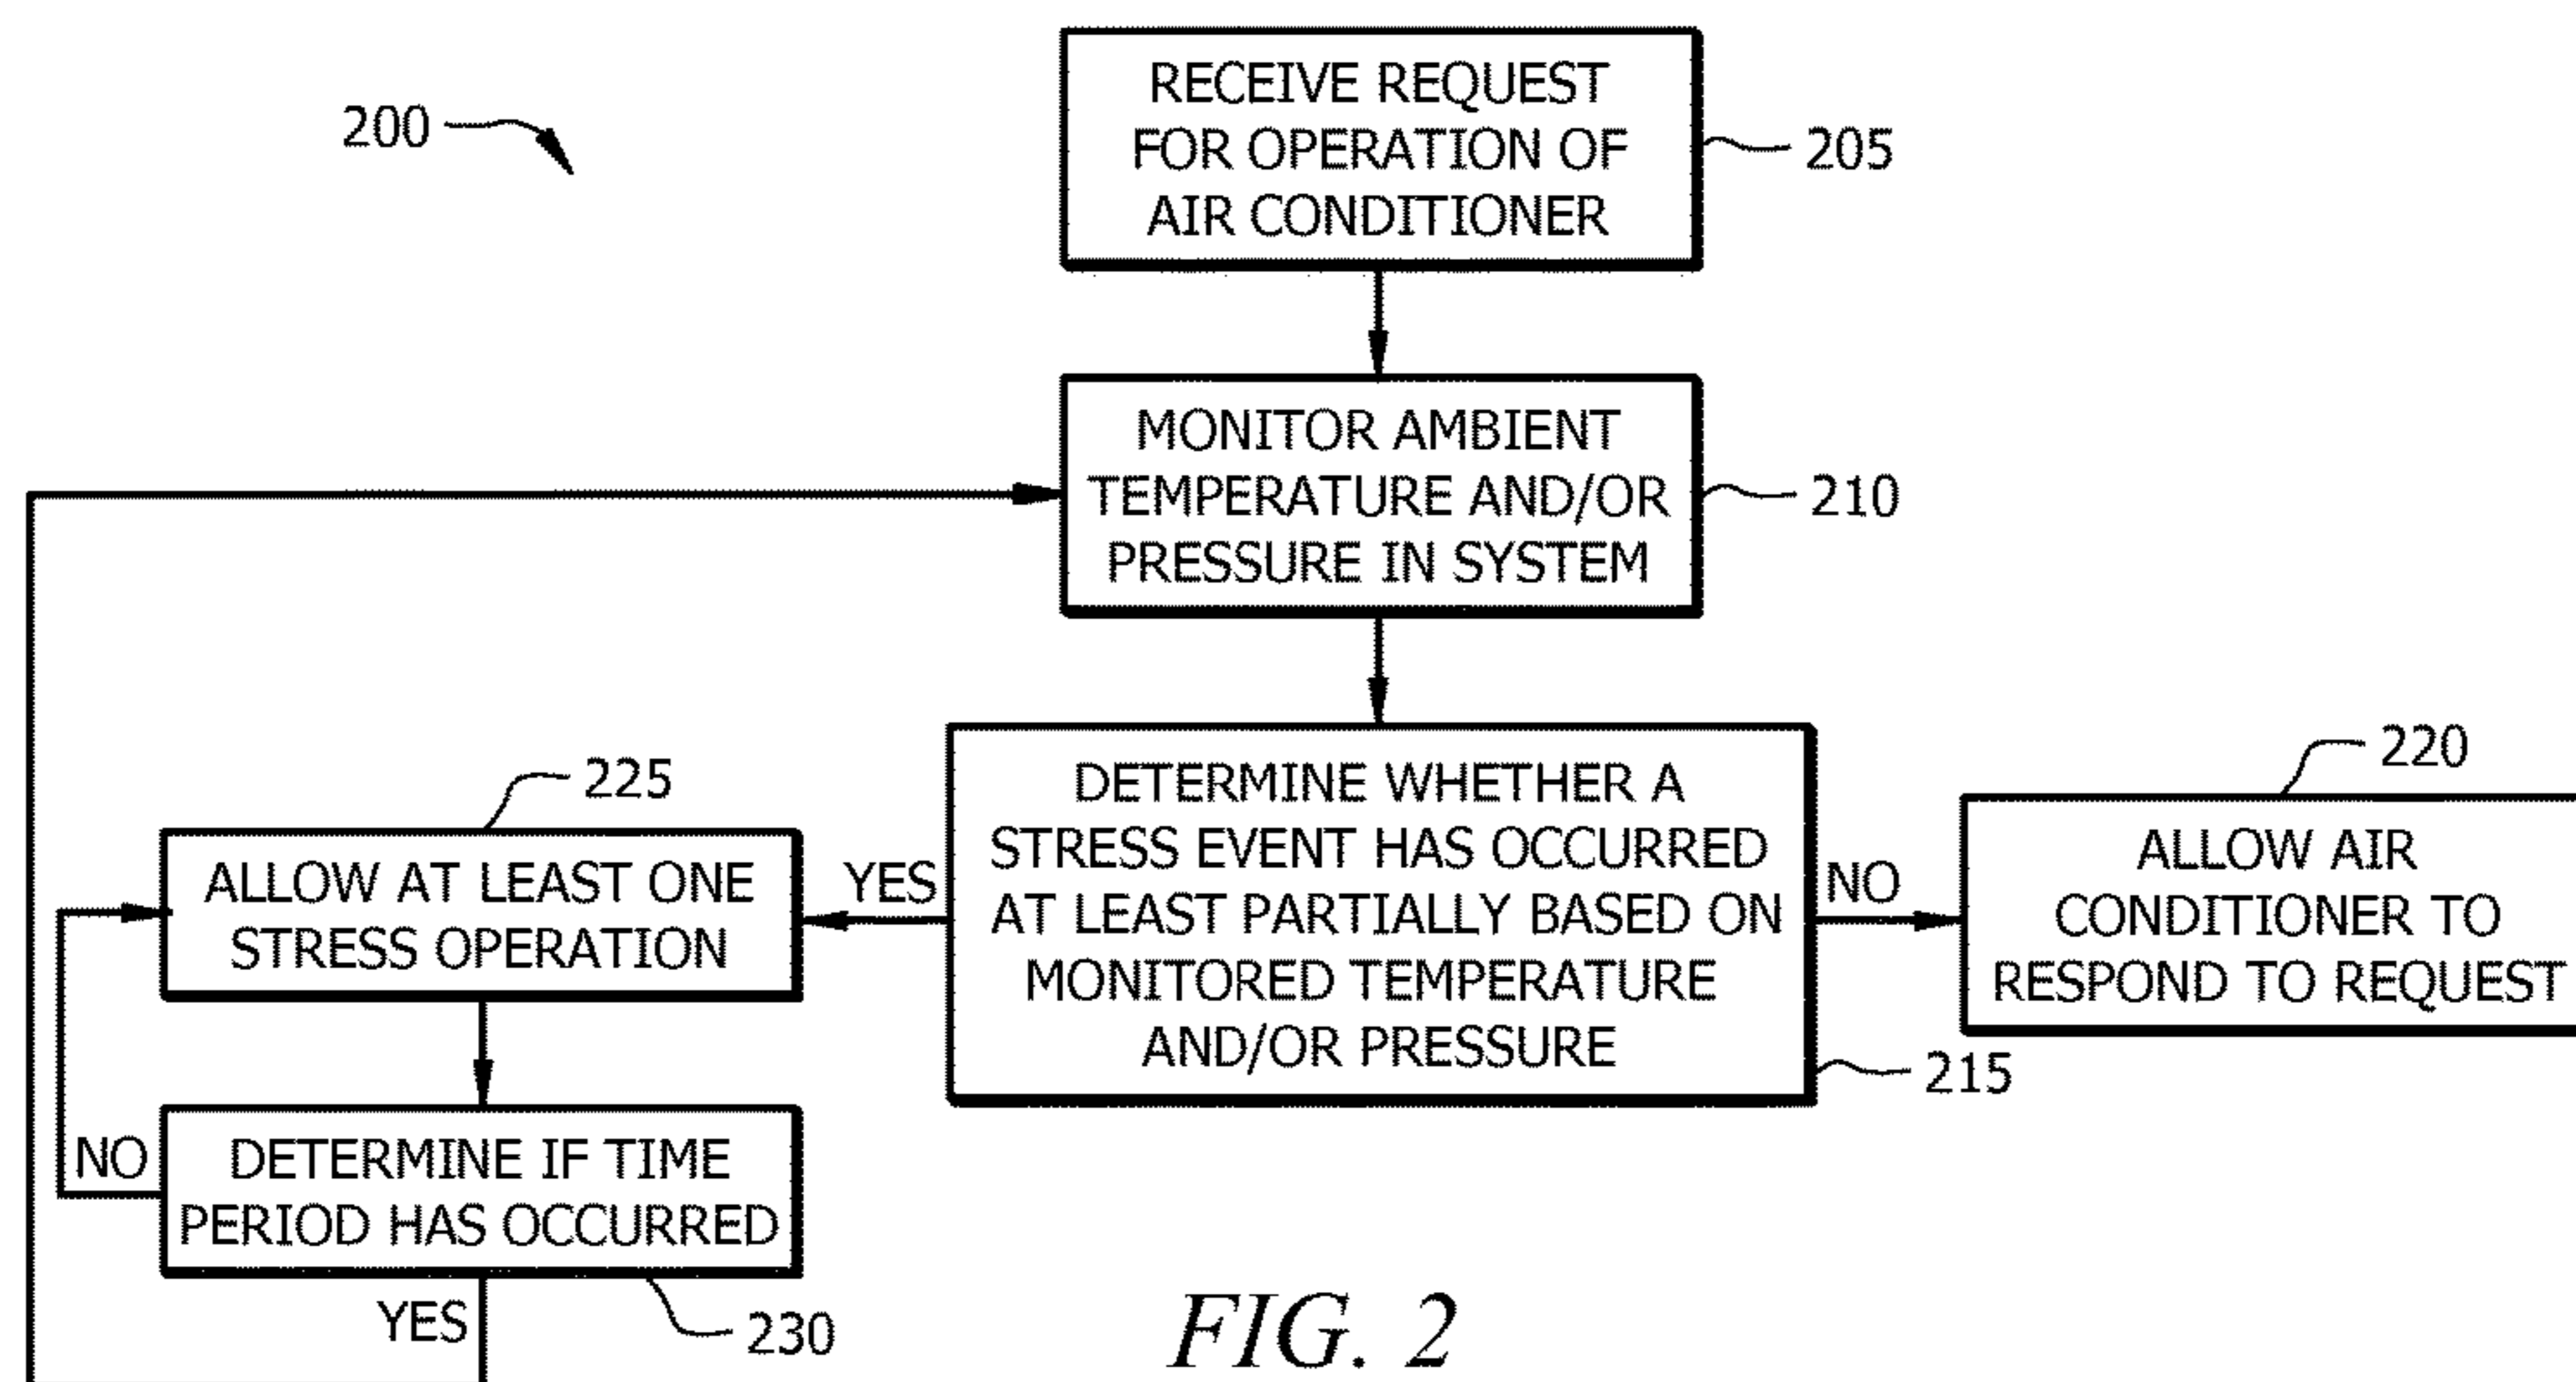 200
RECEIVE REQUEST
FOR OPERATION OF
AIR CONDITIONER
205
MONITOR AMBIENT
TEMPERATURE AND/OR
PRESSURE IN SYSTEM
210
DETERMINE WHETHER A
STRESS EVENT HAS OCCURRED
AT LEAST PARTIALLY BASED ON
MONITORED TEMPERATURE
AND/OR PRESSURE
215
NO
220
ALLOW AIR
CONDITIONER TO
RESPOND TO REQUEST
YES
225
ALLOW AT LEAST ONE
STRESS OPERATION
NO
DETERMINE IF TIME
PERIOD HAS OCCURRED
230
YES
FIG. 2